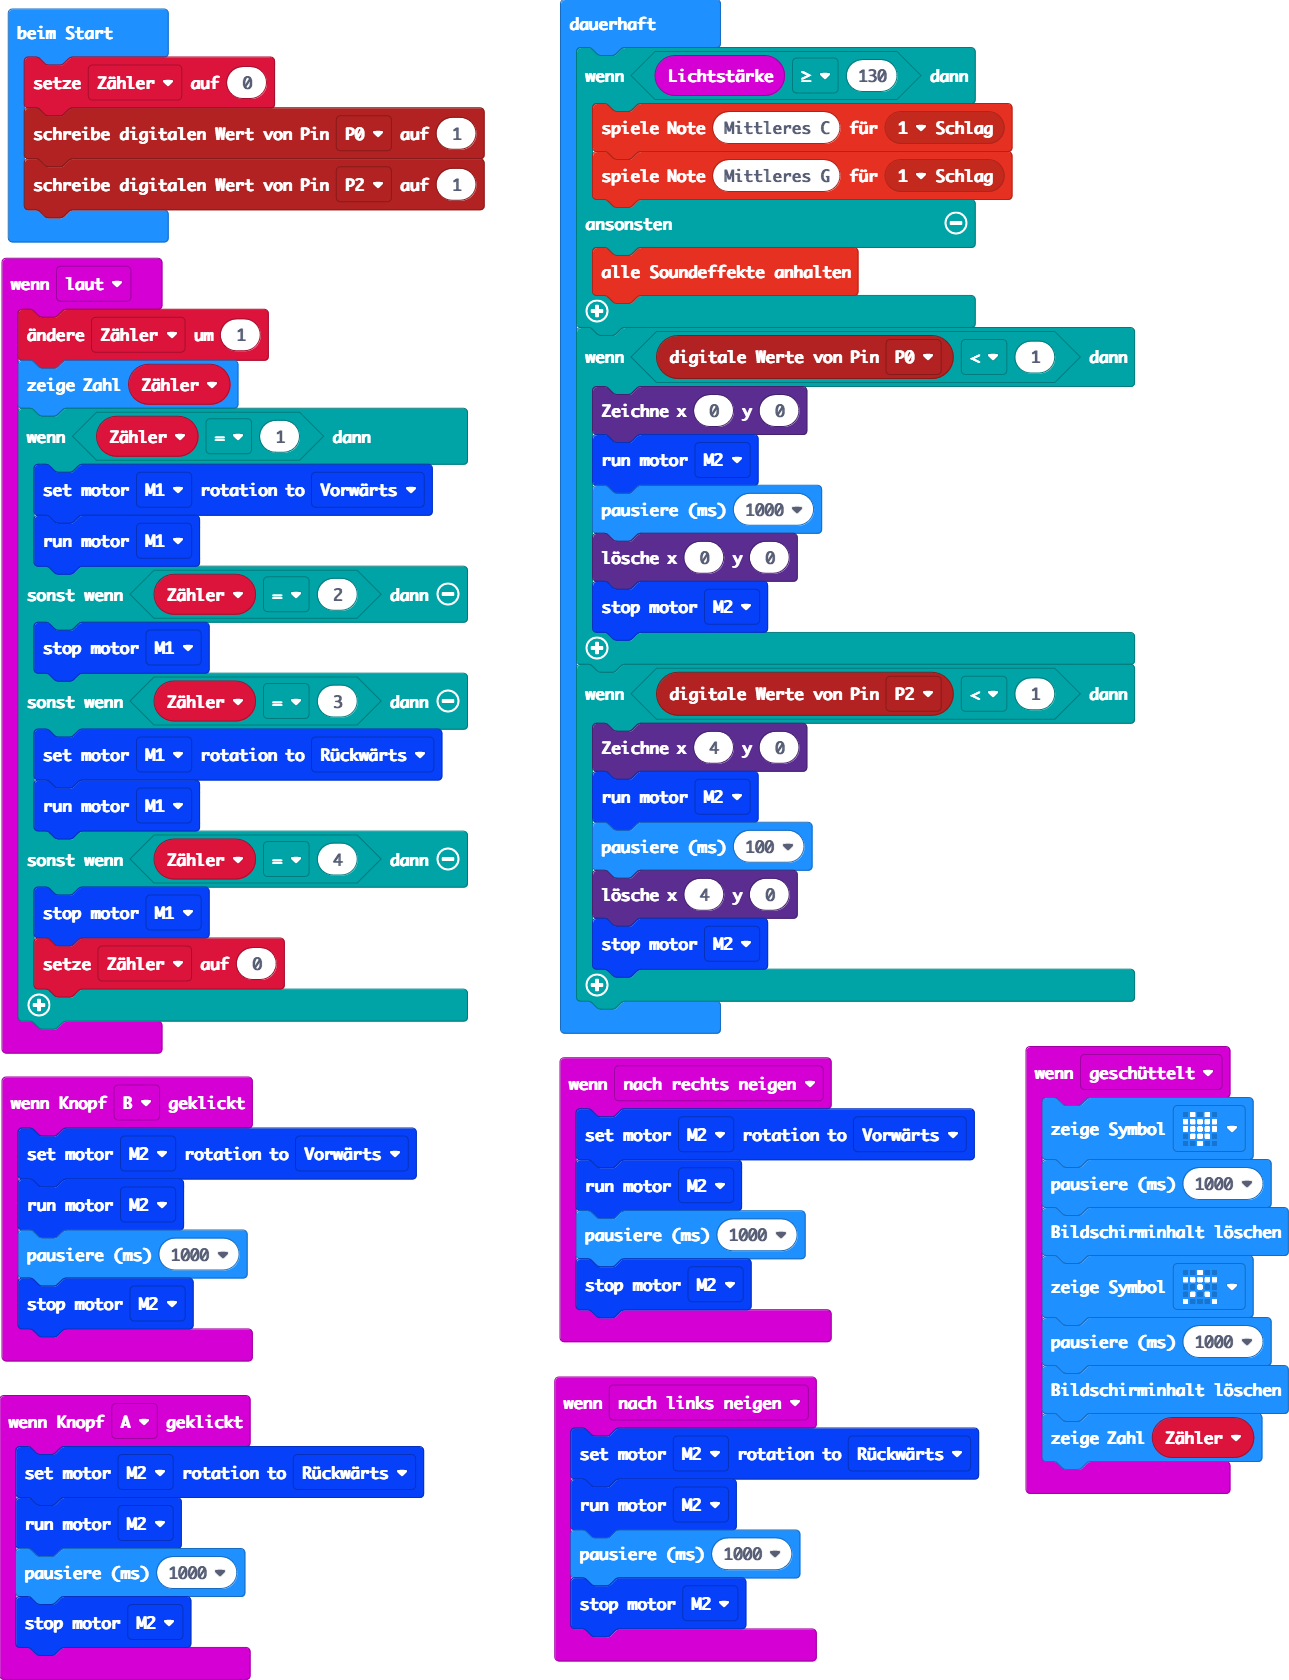 beim Start
setze Zähler auf 0
schreibe digitalen Wert von Pin P0 auf 1
schreibe digitalen Wert von Pin P2 auf 1
wenn laut
ändere Zähler um 1
zeige Zahl Zähler
wenn Zähler = 1 dann
set motor M1 rotation to Vorwärts
run motor M1
sonst wenn Zähler = 2 dann
stop motor M1
sonst wenn Zähler = 3 dann
set motor M1 rotation to Rückwärts
run motor M1
sonst wenn Zähler = 4 dann
stop motor M1
setze Zähler auf 0
wenn Knopf B geklickt
set motor M2 rotation to Vorwärts
run motor M2
pausiere (ms) 1000
stop motor M2
wenn Knopf A geklickt
set motor M2 rotation to Rückwärts
run motor M2
pausiere (ms) 1000
stop motor M2
dauerhaft
wenn Lichtstärke ≥ 130 dann
spiele Note Mittleres C für 1 Schlag
spiele Note Mittleres G für 1 Schlag
ansonsten
alle Soundeffekte anhalten
wenn digitale Werte von Pin P0 < 1 dann
Zeichne x 0 y 0
run motor M2
pausiere (ms) 1000
lösche x 0 y 0
stop motor M2
wenn digitale Werte von Pin P2 < 1 dann
Zeichne x 4 y 0
run motor M2
pausiere (ms) 100
lösche x 4 y 0
stop motor M2
wenn nach rechts neigen
set motor M2 rotation to Vorwärts
run motor M2
pausiere (ms) 1000
stop motor M2
wenn nach links neigen
set motor M2 rotation to Rückwärts
run motor M2
pausiere (ms) 1000
stop motor M2
wenn geschüttelt
zeige Symbol
pausiere (ms) 1000
Bildschirminhalt löschen
zeige Symbol
pausiere (ms) 1000
Bildschirminhalt löschen
zeige Zahl Zähler